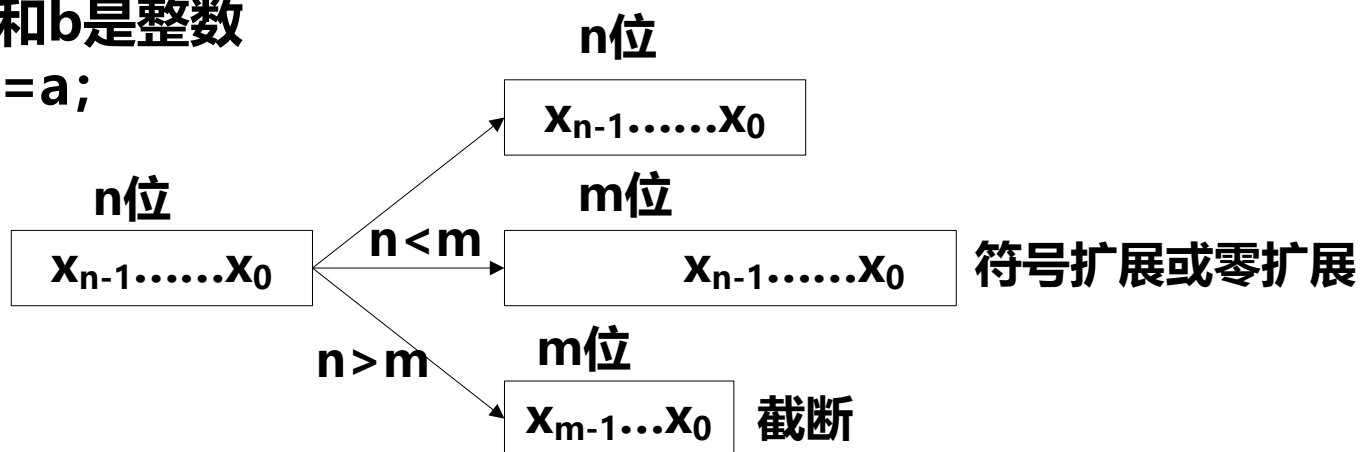 和b是整数
=a;
n位
xₙ₋₁……x₀
n位
xₙ₋₁……x₀
n<m
m位
xₙ₋₁……x₀
符号扩展或零扩展
n>m
m位
xₘ₋₁…x₀
截断